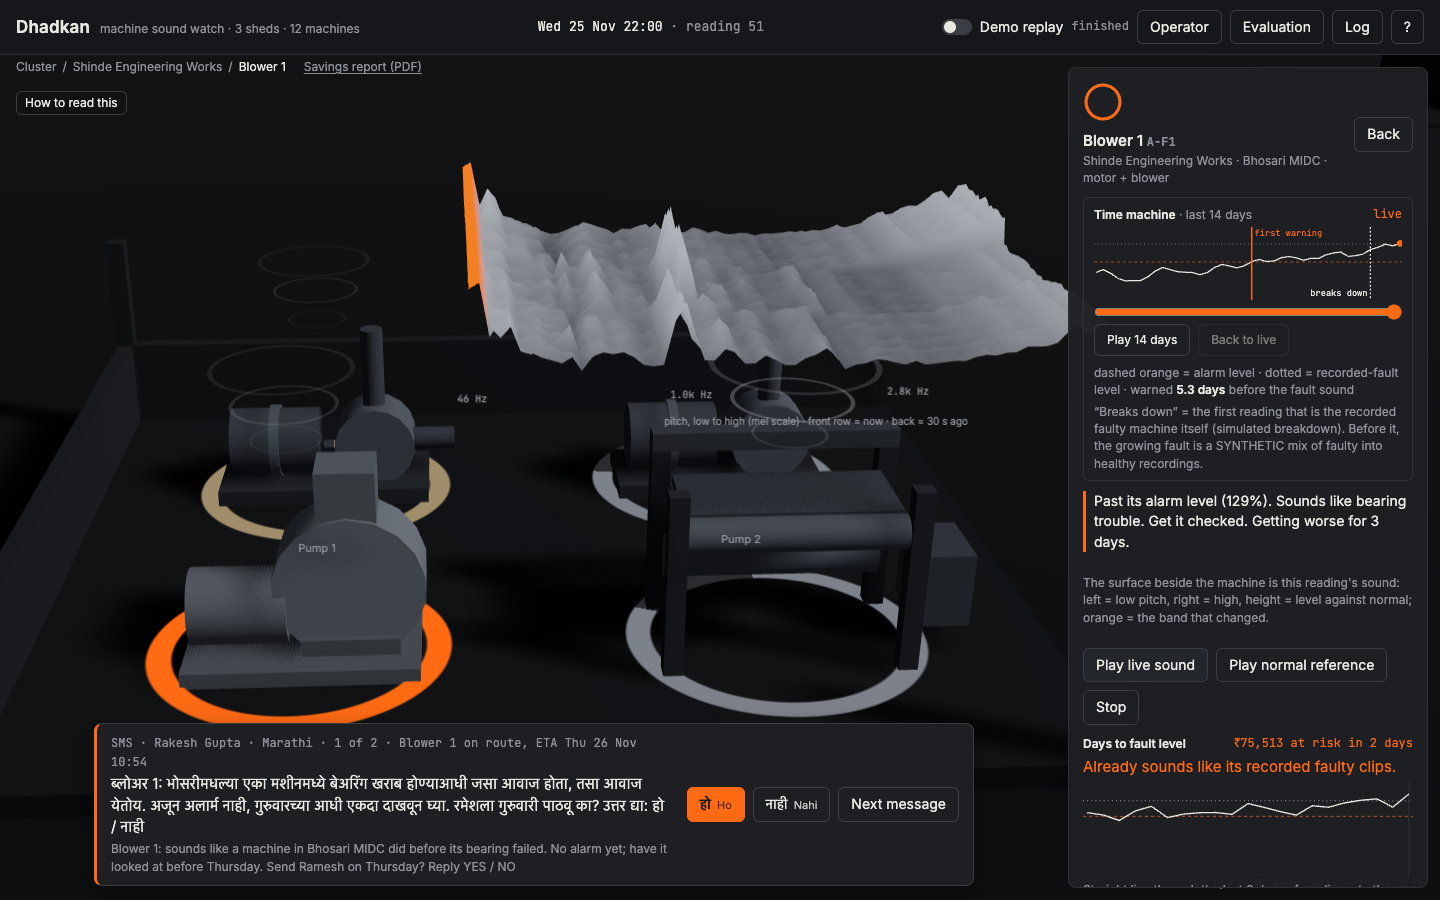 Dhadkan machine sound watch · 3 sheds · 12 machines
Wed 25 Nov 22:00 · reading 51
Demo replay finished
Operator
Evaluation
Log
?
Cluster / Shinde Engineering Works / Blower 1 Savings report (PDF)
How to read this
46 Hz
1.0k Hz
2.8k Hz
pitch, low to high (mel scale) · front row = now · back = 30 s ago
Pump 1
Pump 2
Blower 1 A-F1
Back
Shinde Engineering Works · Bhosari MIDC ·
motor + blower
Time machine · last 14 days
live
first warning
breaks down
Play 14 days
Back to live
dashed orange = alarm level · dotted = recorded-fault
level · warned 5.3 days before the fault sound
“Breaks down” = the first reading that is the recorded
faulty machine itself (simulated breakdown). Before it,
the growing fault is a SYNTHETIC mix of faulty into
healthy recordings.
Past its alarm level (129%). Sounds like bearing
trouble. Get it checked. Getting worse for 3
days.
The surface beside the machine is this reading's sound:
left = low pitch, right = high, height = level against normal;
orange = the band that changed.
Play live sound
Play normal reference
Stop
Days to fault level
₹75,513 at risk in 2 days
Already sounds like its recorded faulty clips.
SMS · Rakesh Gupta · Marathi · 1 of 2 · Blower 1 on route, ETA Thu 26 Nov
10:54
ब्लोअर 1: भोसरीमधल्या एका मशीनमध्ये बेअरिंग खराब होण्याआधी जसा आवाज होता, तसा आवाज
येतोय. अजून अलार्म नाही, गुरुवारच्या आधी एकदा दाखवून घ्या. रमेशला गुरुवारी पाठवू का? उत्तर द्या: हो
/ नाही
Blower 1: sounds like a machine in Bhosari MIDC did before its bearing failed. No alarm yet; have it
looked at before Thursday. Send Ramesh on Thursday? Reply YES / NO
हो Ho
नाही Nahi
Next message